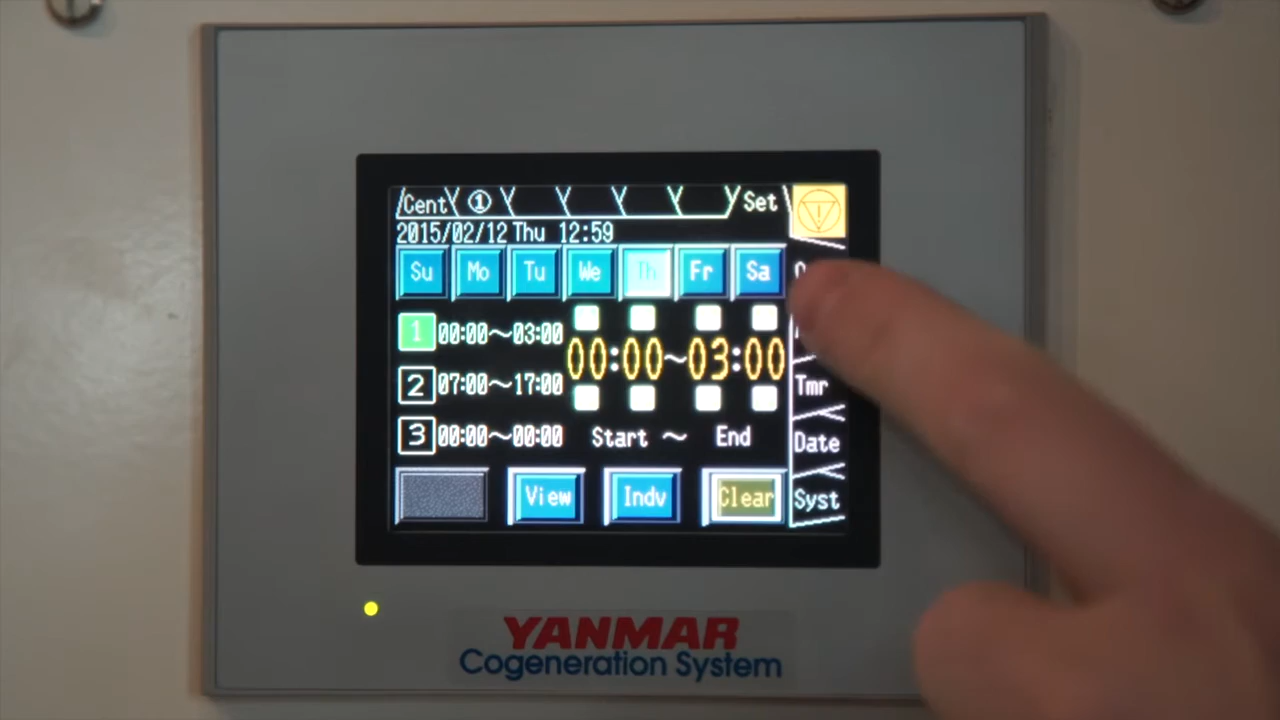 Cent ① Set
2015/02/12 Thu 12:59
Su Mo Tu We Th Fr Sa
1 00:00～03:00
00:00～03:00
2 07:00～17:00
Tmr
3 00:00～00:00
Start ～ End
Date
View Indv Clear
Syst
YANMAR
Cogeneration System